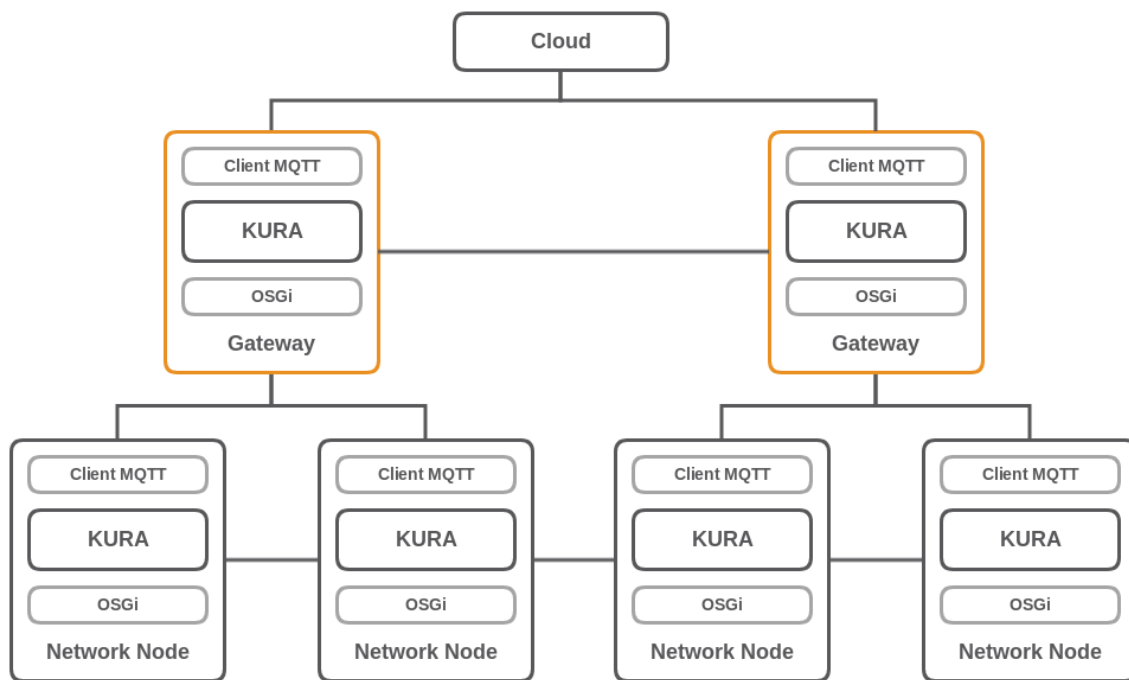 Cloud
Client MQTT
KURA
OSGi
Gateway
Client MQTT
KURA
OSGi
Gateway
Client MQTT
KURA
OSGi
Network Node
Client MQTT
KURA
OSGi
Network Node
Client MQTT
KURA
OSGi
Network Node
Client MQTT
KURA
OSGi
Network Node